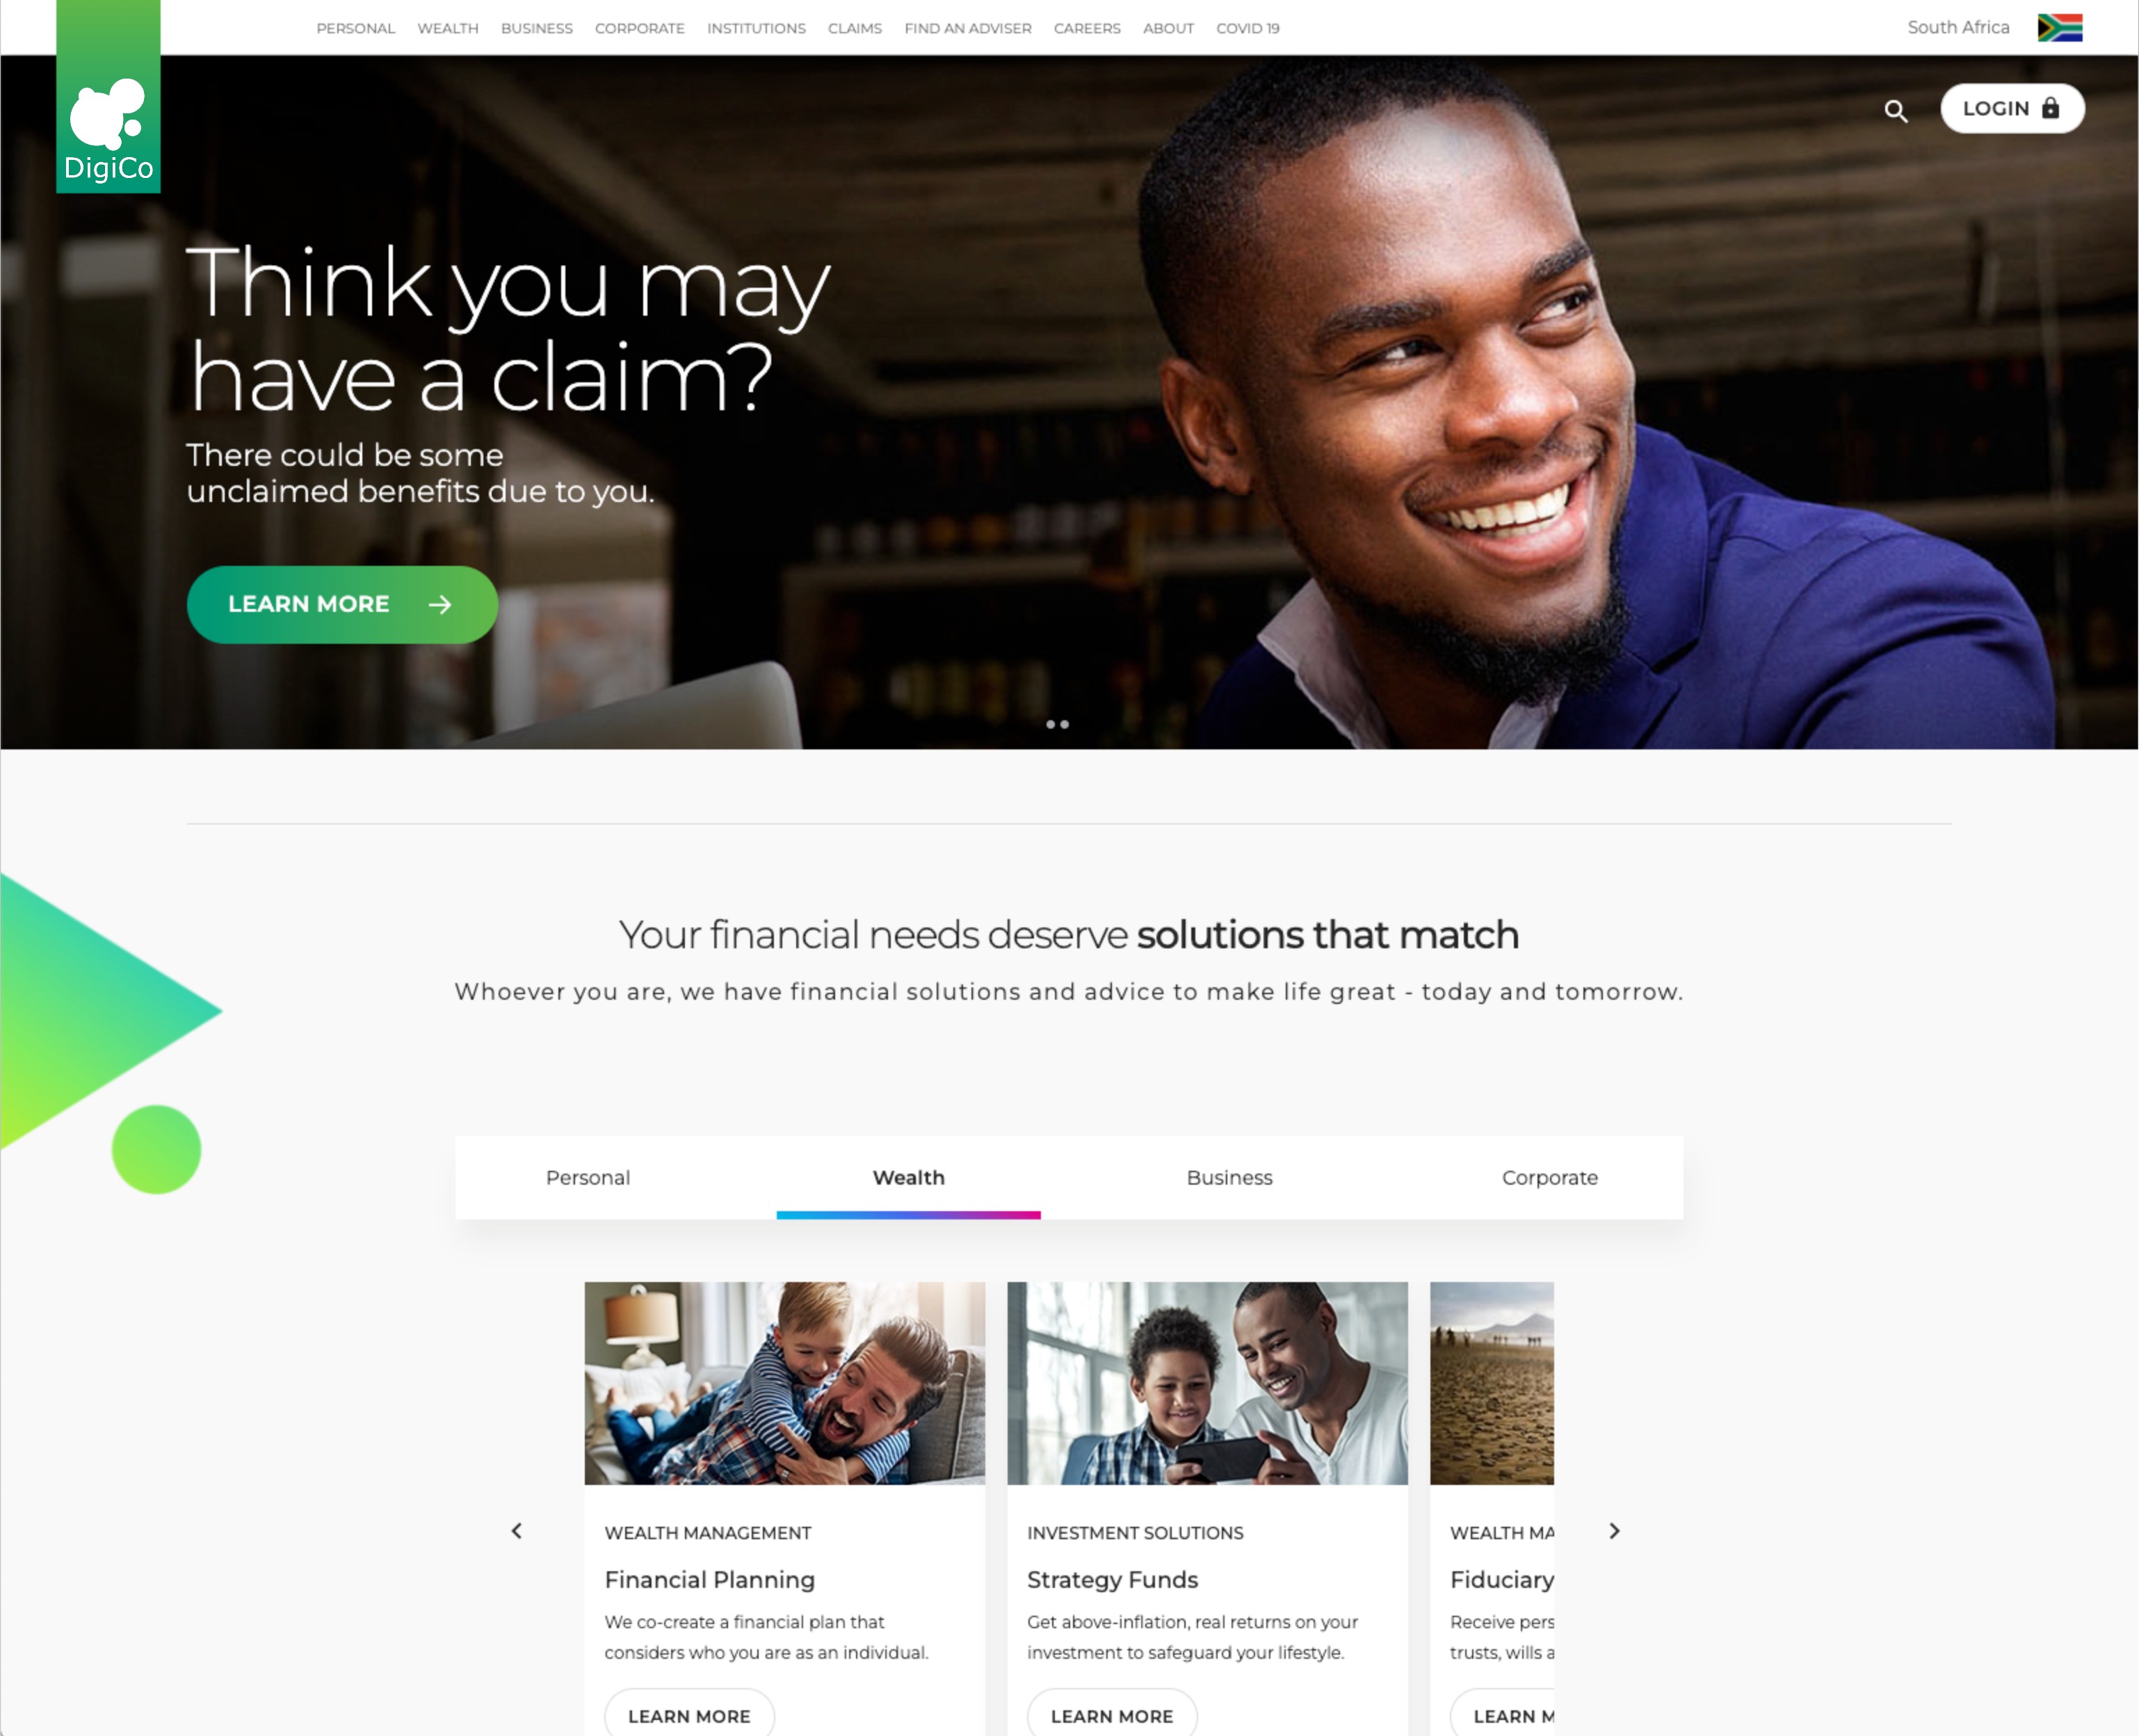 PERSONAL WEALTH BUSINESS CORPORATE INSTITUTIONS CLAIMS FIND AN ADVISER CAREERS ABOUT COVID 19 South Africa
DigiCo
LOGIN
Think you may
have a claim?
There could be some
unclaimed benefits due to you.
LEARN MORE
Your financial needs deserve solutions that match
Whoever you are, we have financial solutions and advice to make life great - today and tomorrow.
Personal Wealth Business Corporate
WEALTH MANAGEMENT
Financial Planning
We co-create a financial plan that
considers who you are as an individual.
LEARN MORE
INVESTMENT SOLUTIONS
Strategy Funds
Get above-inflation, real returns on your
investment to safeguard your lifestyle.
LEARN MORE
WEALTH MA
Fiduciary
Receive pers
trusts, wills a
LEARN M